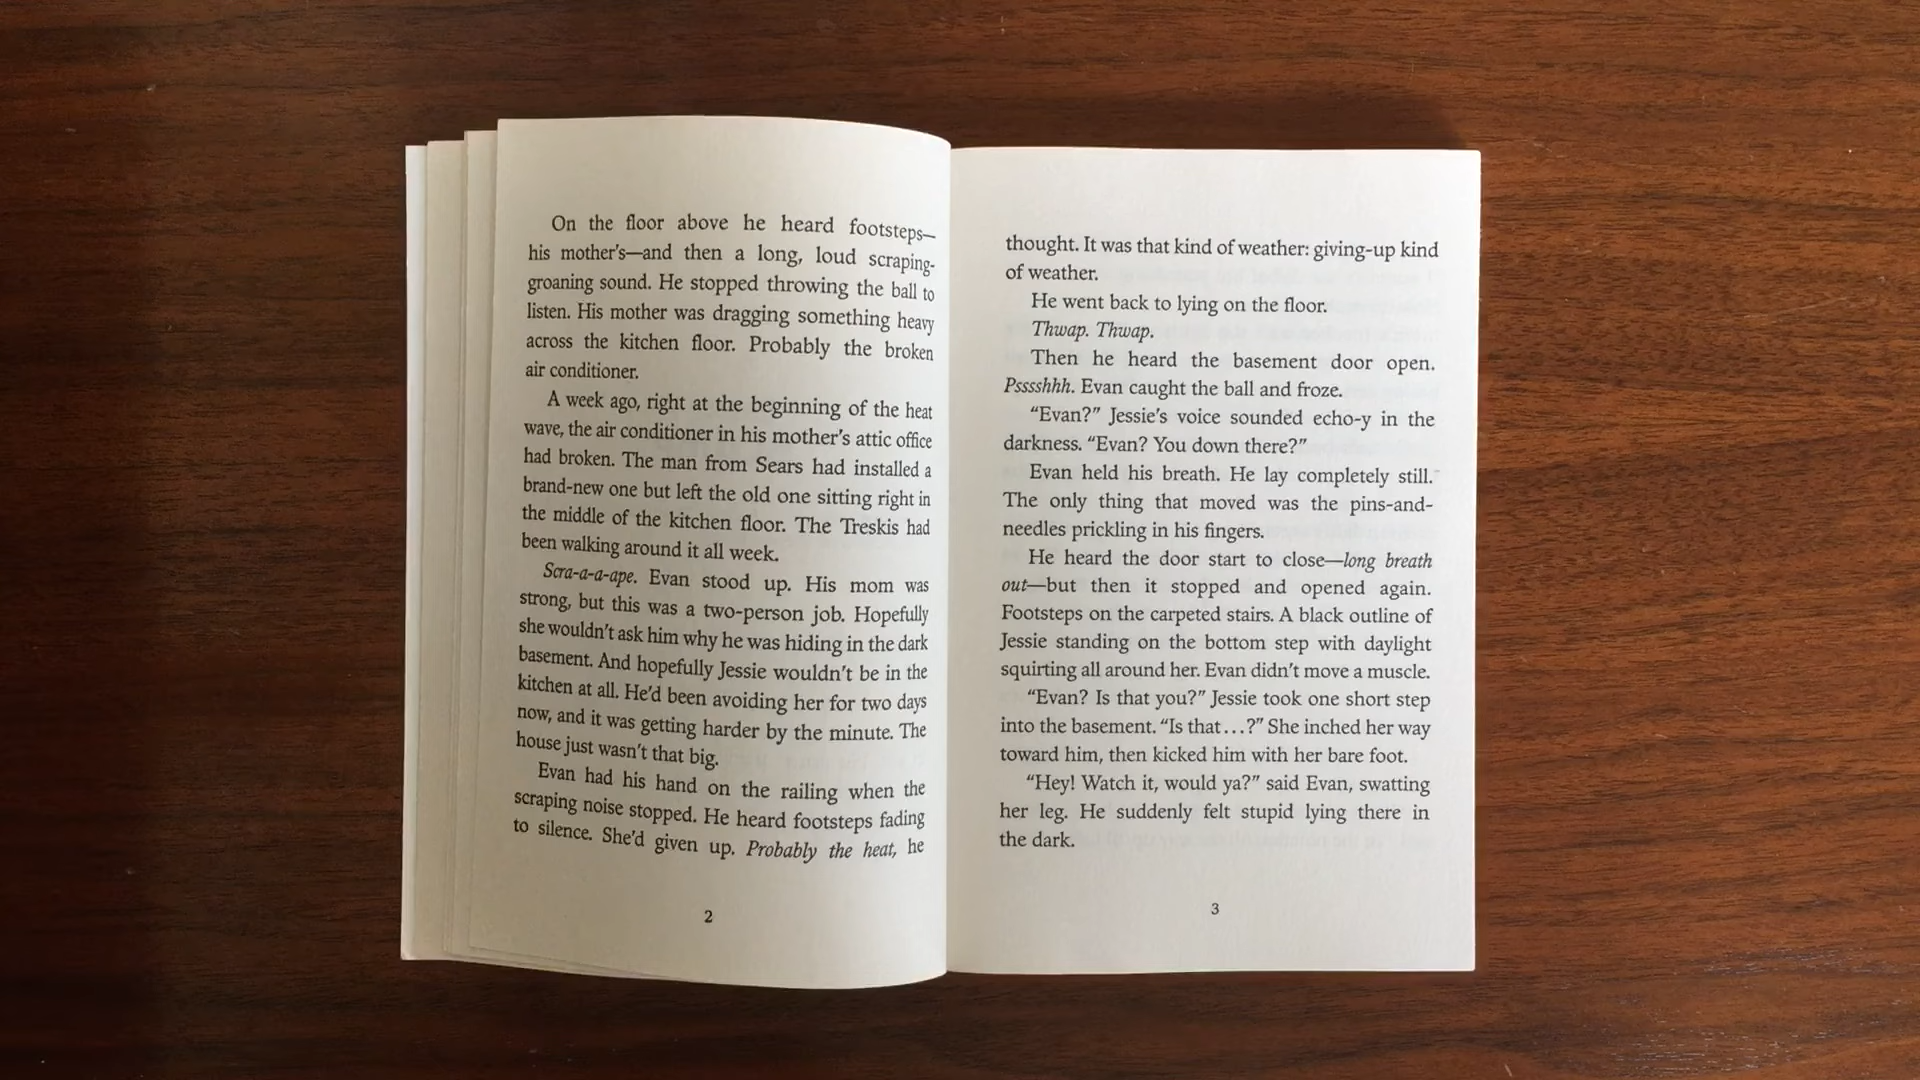 On the floor above he heard footsteps—
his mother's—and then a long, loud scraping-
groaning sound. He stopped throwing the ball to
listen. His mother was dragging something heavy
across the kitchen floor. Probably the broken
air conditioner.
A week ago, right at the beginning of the heat
wave, the air conditioner in his mother's attic office
had broken. The man from Sears had installed a
brand-new one but left the old one sitting right in
the middle of the kitchen floor. The Treskis had
been walking around it all week.
Scra-a-a-ape. Evan stood up. His mom was
strong, but this was a two-person job. Hopefully
she wouldn't ask him why he was hiding in the dark
basement. And hopefully Jessie wouldn't be in the
kitchen at all. He'd been avoiding her for two days
now, and it was getting harder by the minute. The
house just wasn't that big.
Evan had his hand on the railing when the
scraping noise stopped. He heard footsteps fading
to silence. She'd given up. Probably the heat, he
2
thought. It was that kind of weather: giving-up kind
of weather.
He went back to lying on the floor.
Thwap. Thwap.
Then he heard the basement door open.
Psssshhh. Evan caught the ball and froze.
“Evan?” Jessie's voice sounded echo-y in the
darkness. “Evan? You down there?”
Evan held his breath. He lay completely still.
The only thing that moved was the pins-and-
needles prickling in his fingers.
He heard the door start to close—long breath
out—but then it stopped and opened again.
Footsteps on the carpeted stairs. A black outline of
Jessie standing on the bottom step with daylight
squirting all around her. Evan didn't move a muscle.
“Evan? Is that you?” Jessie took one short step
into the basement. “Is that...?” She inched her way
toward him, then kicked him with her bare foot.
“Hey! Watch it, would ya?” said Evan, swatting
her leg. He suddenly felt stupid lying there in
the dark.
3